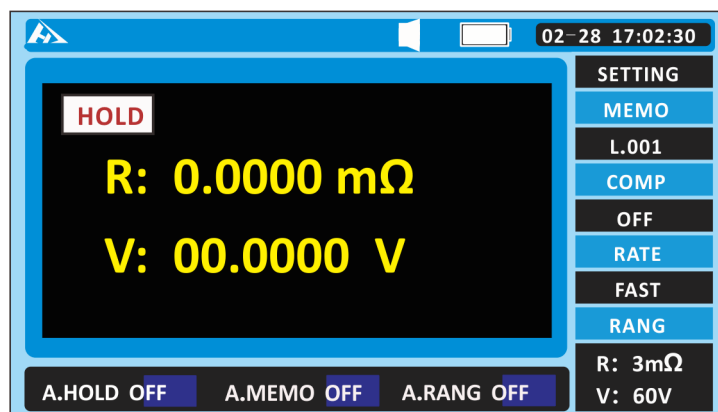 02-28 17:02:30
HOLD
R: 0.0000 mΩ
V: 00.0000 V
SETTING
MEMO
L.001
COMP
OFF
RATE
FAST
RANG
R: 3mΩ
V: 60V
A.HOLD OFF A.MEMO OFF A.RANG OFF